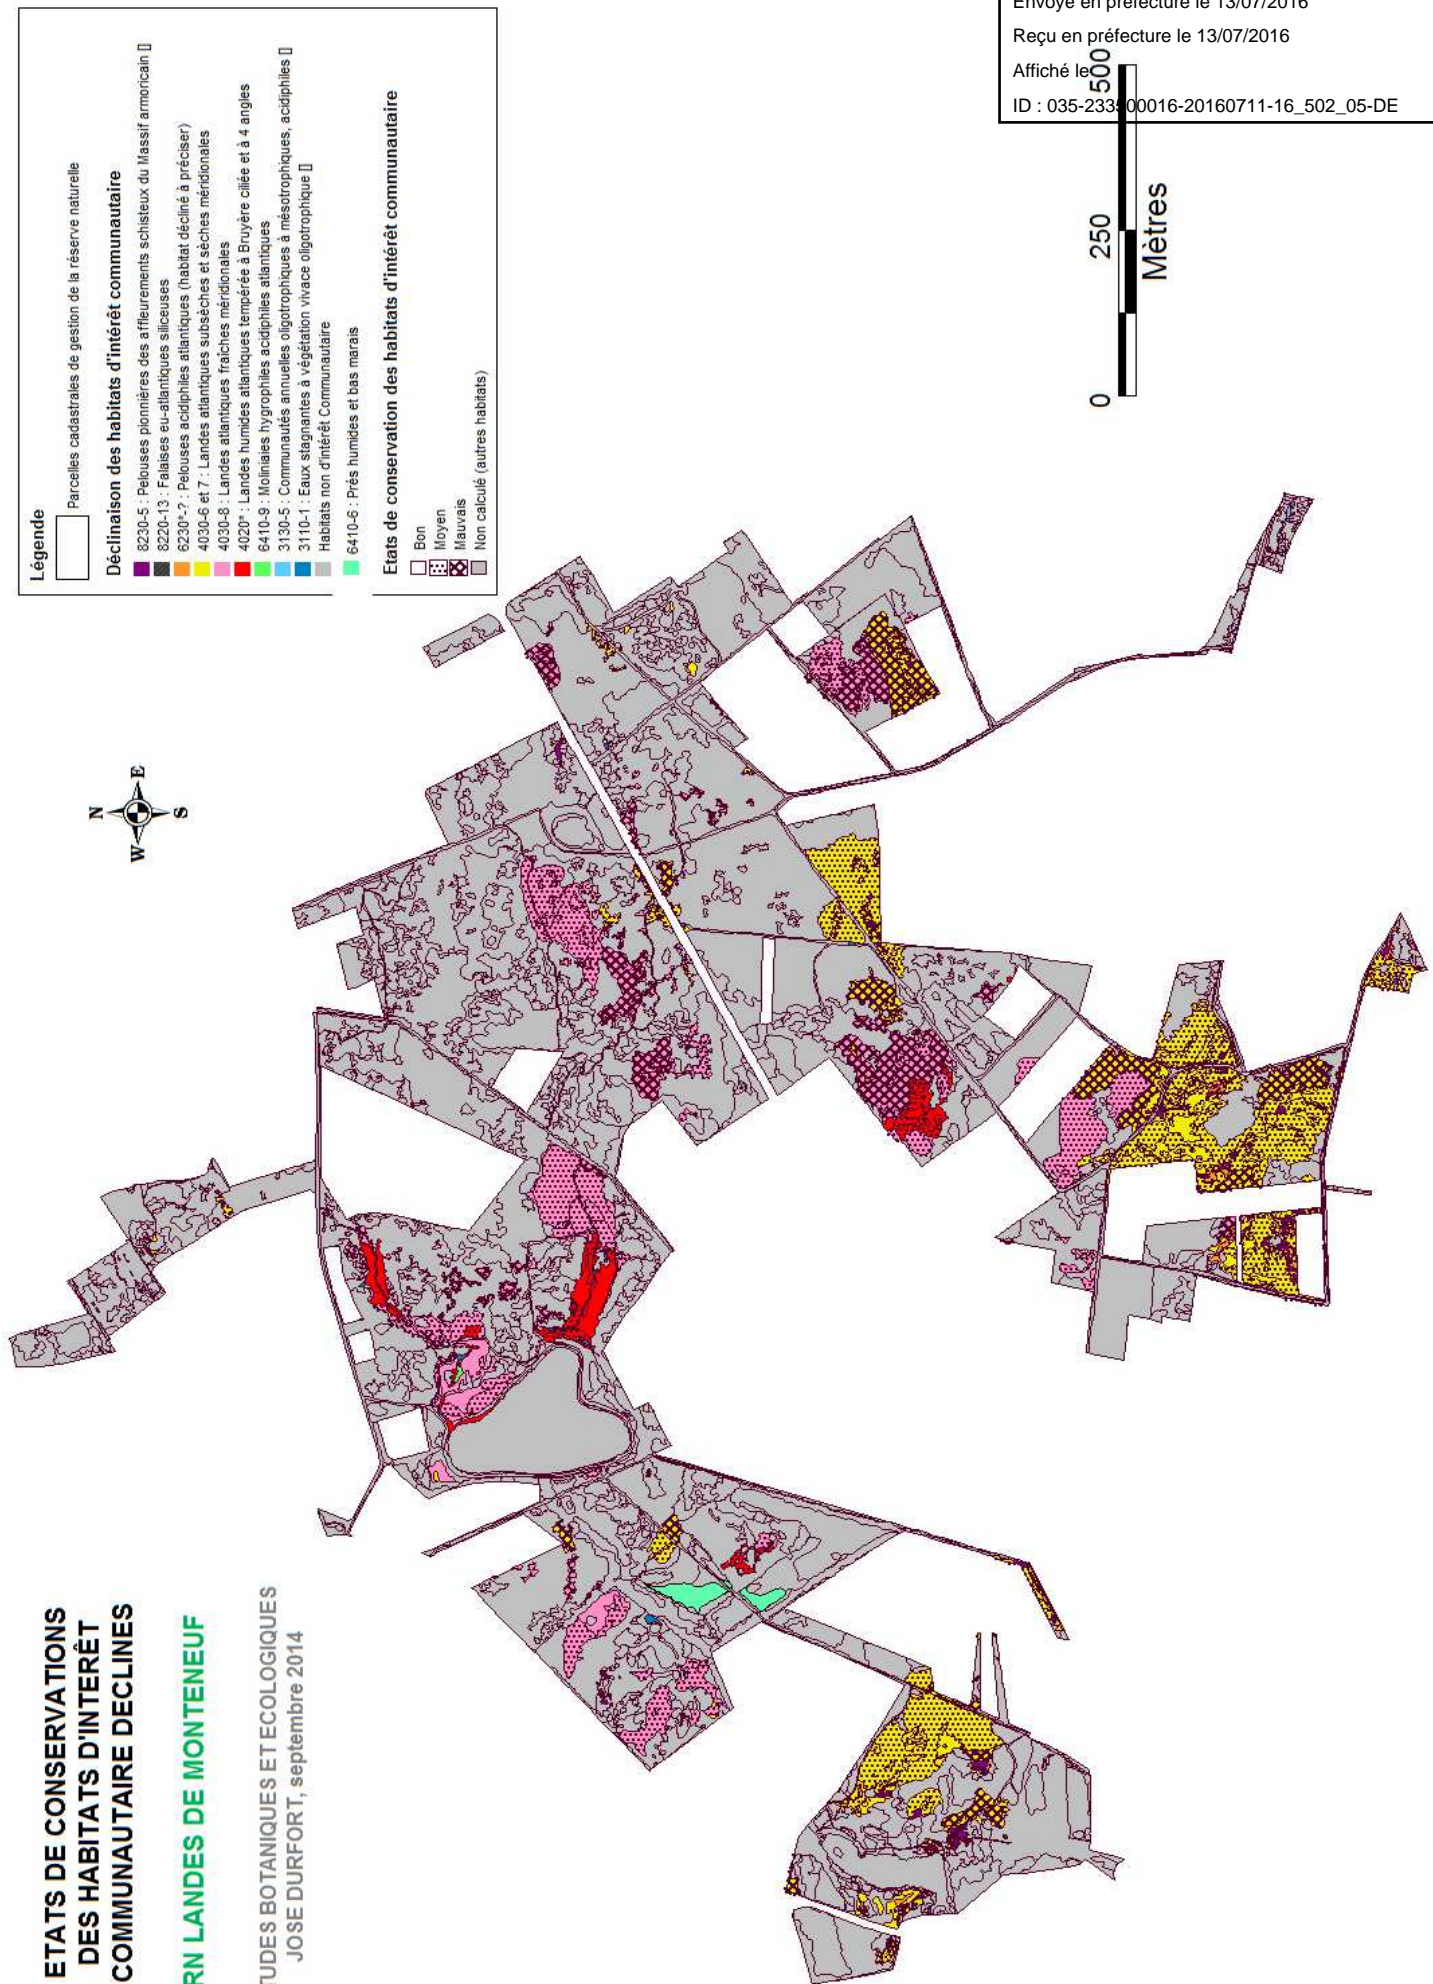 Envoyé en préfecture le 13/07/2016
Reçu en préfecture le 13/07/2016
Affiché le
ID : 035-233500016-20160711-16_502_05-DE
ETATS DE CONSERVATIONS
DES HABITATS D'INTERÊT
COMMUNAUTAIRE DECLINES
RN LANDES DE MONTENEUF
TUDES BOTANIQUES ET ECOLOGIQUES
JOSE DURFORT, septembre 2014
N
W
E
S
Légende
Parcelles cadastrales de gestion de la réserve naturelle
Déclinaison des habitats d'intérêt communautaire
8230-5 : Pelouses pionnières des affleurements schisteux du Massif armoricain []
8220-13 : Falaises eu-atlantiques siliceuses
6230*-? : Pelouses acidiphiles atlantiques (habitat décliné à préciser)
4030-6 et 7 : Landes atlantiques subsèches et sèches méridionales
4030-8 : Landes atlantiques fraîches méridionales
4020* : Landes humides atlantiques tempérée à Bruyère ciliée et à 4 angles
6410-9 : Moliniaies hygrophiles acidiphiles atlantiques
3130-5 : Communautés annuelles oligotrophiques à mésotrophiques, acidiphiles []
3110-1 : Eaux stagnantes à végétation vivace oligotrophique []
Habitats non d'intérêt Communautaire
6410-6 : Prés humides et bas marais
Etats de conservation des habitats d'intérêt communautaire
Bon
Moyen
Mauvais
Non calculé (autres habitats)
0 250 500
Mètres